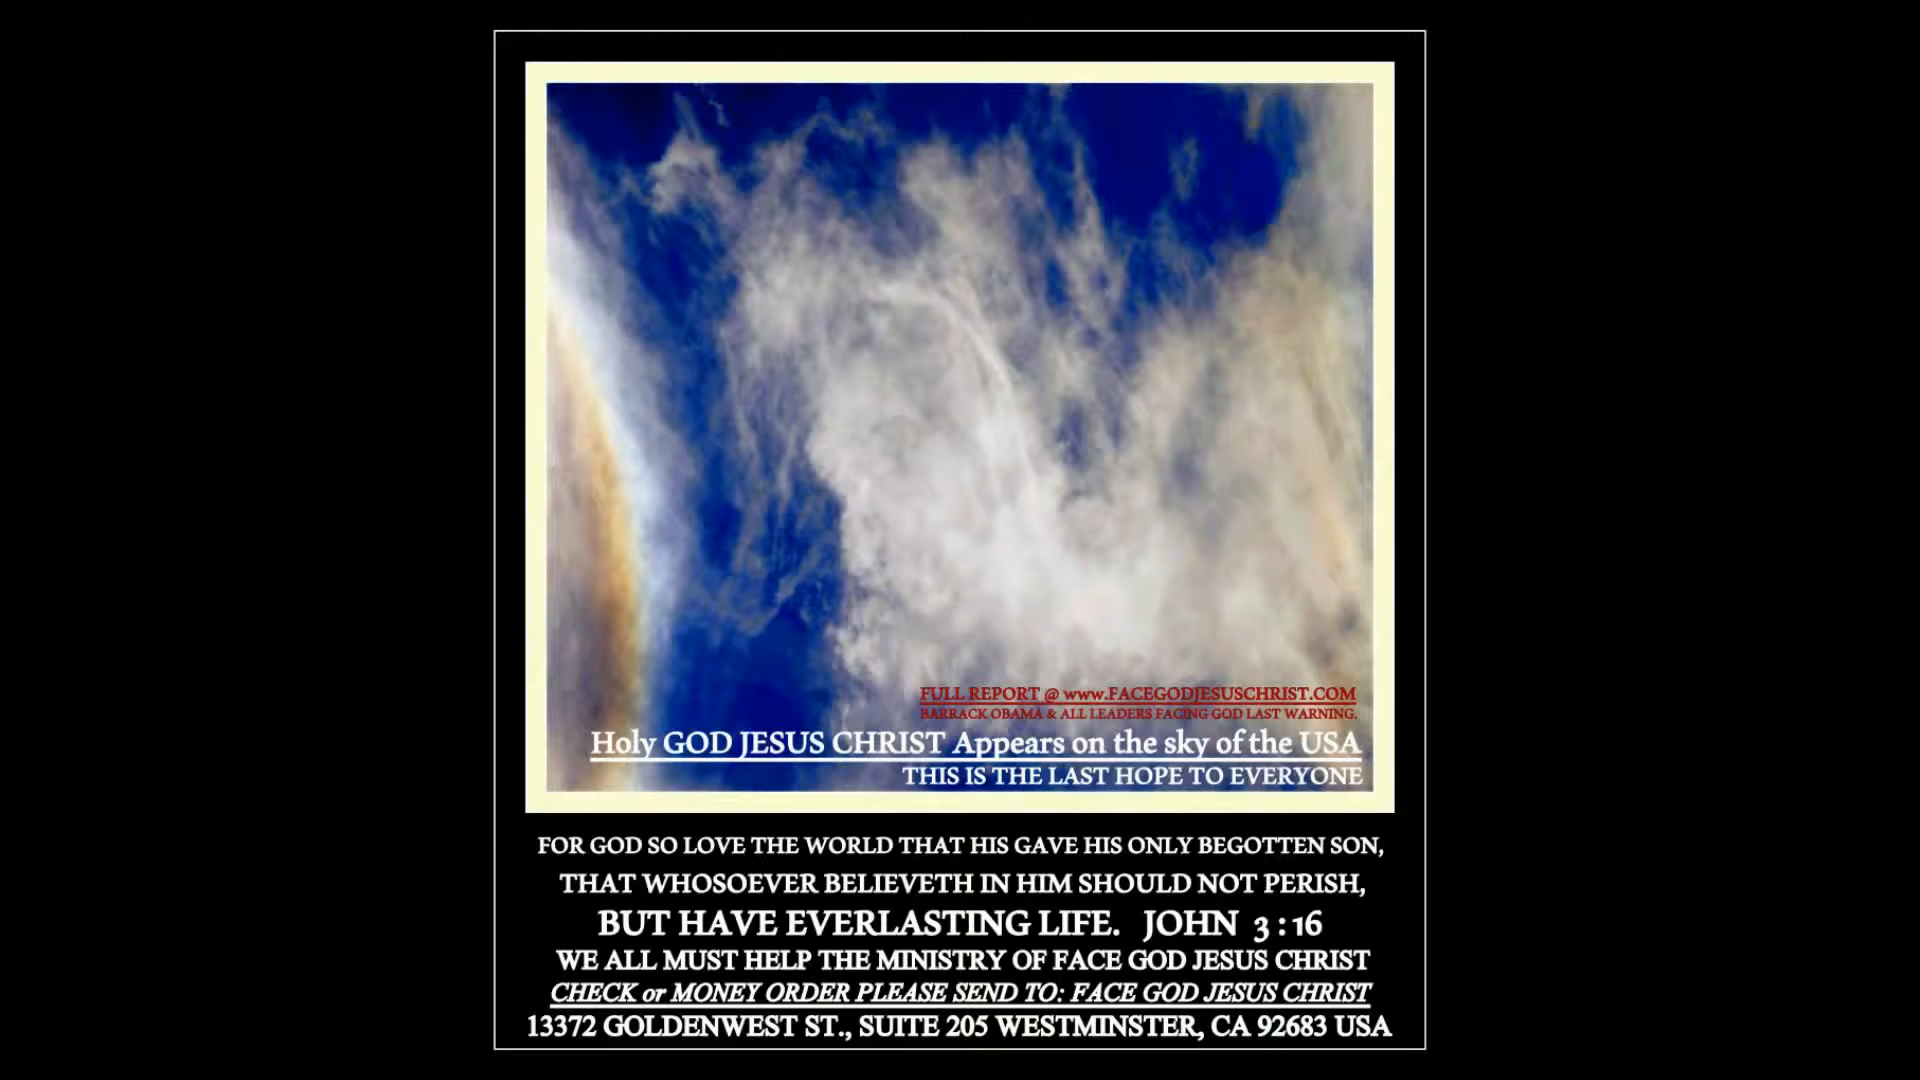 FULL REPORT @ www.FACEGODJESUSCHRIST.COM
BARRACK OBAMA & ALL LEADERS FACING GOD LAST WARNING.
Holy GOD JESUS CHRIST Appears on the sky of the USA
THIS IS THE LAST HOPE TO EVERYONE
FOR GOD SO LOVE THE WORLD THAT HIS GAVE HIS ONLY BEGOTTEN SON,
THAT WHOSOEVER BELIEVETH IN HIM SHOULD NOT PERISH,
BUT HAVE EVERLASTING LIFE. JOHN 3 : 16
WE ALL MUST HELP THE MINISTRY OF FACE GOD JESUS CHRIST
CHECK or MONEY ORDER PLEASE SEND TO: FACE GOD JESUS CHRIST
13372 GOLDENWEST ST., SUITE 205 WESTMINSTER, CA 92683 USA